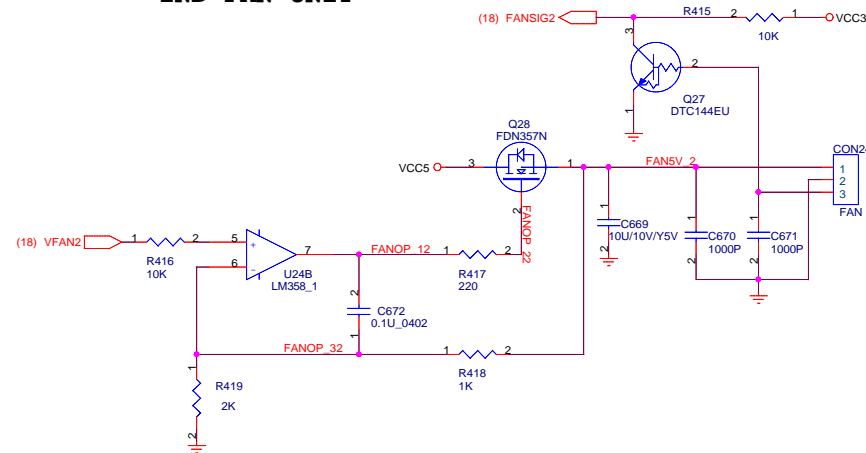 (18) FANSIG2
R415
2
1
VCC3
10K
3
2
1
Q27
DTC144EU
Q28
FDN357N
VCC5
3
1
2
FANOP_22
FAN5V_2
1
2
3
FAN
1
2
C669
10U/10V/Y5V
1
2
C670
1000P
1
2
C671
1000P
(18) VFAN2
1
2
R416
10K
5
6
7
+
-
U24B
LM358_1
FANOP_12
1
2
R417
220
2
1
C672
0.1U_0402
FANOP_32
1
2
R418
1K
1
2
R419
2K